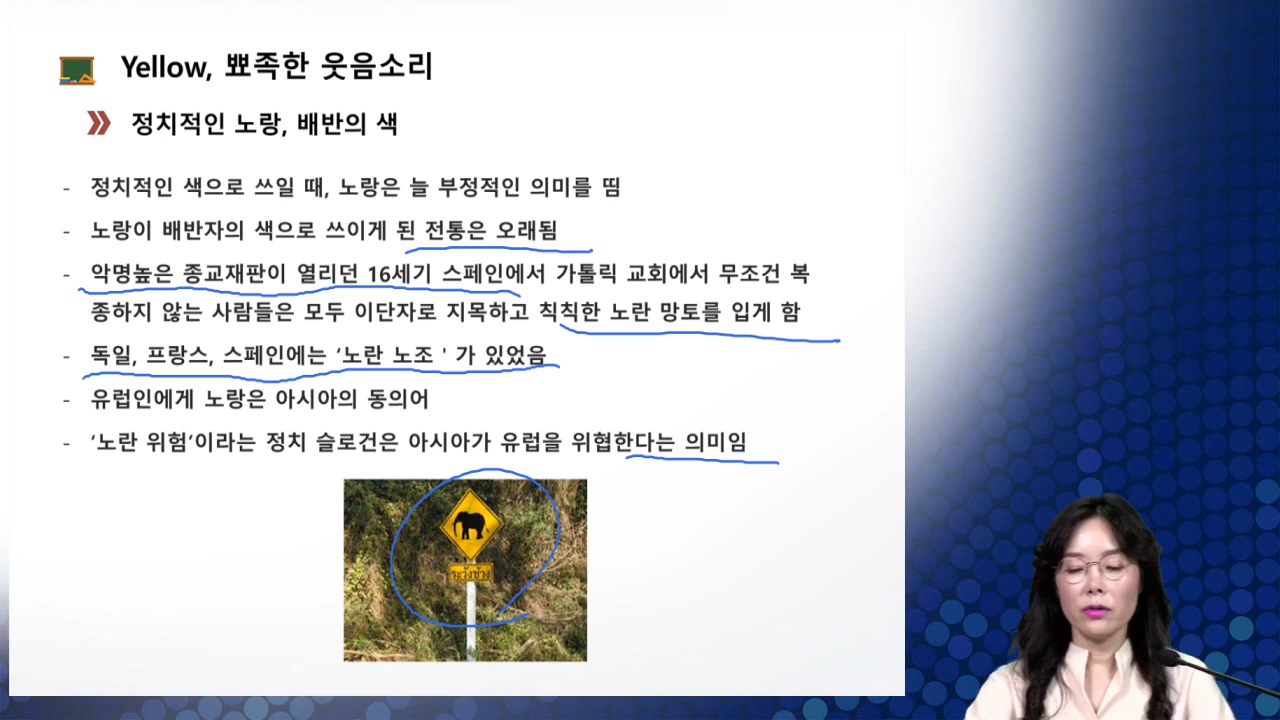 Yellow, 뾰족한 웃음소리
정치적인 노랑, 배반의 색
- 정치적인 색으로 쓰일 때, 노랑은 늘 부정적인 의미를 띰
- 노랑이 배반자의 색으로 쓰이게 된 전통은 오래됨
- 악명높은 종교재판이 열리던 16세기 스페인에서 가톨릭 교회에서 무조건 복
종하지 않는 사람들은 모두 이단자로 지목하고 칙칙한 노란 망토를 입게 함
- 독일, 프랑스, 스페인에는 ‘노란 노조 ' 가 있었음
- 유럽인에게 노랑은 아시아의 동의어
- ‘노란 위험’이라는 정치 슬로건은 아시아가 유럽을 위협한다는 의미임
ระวังช้าง